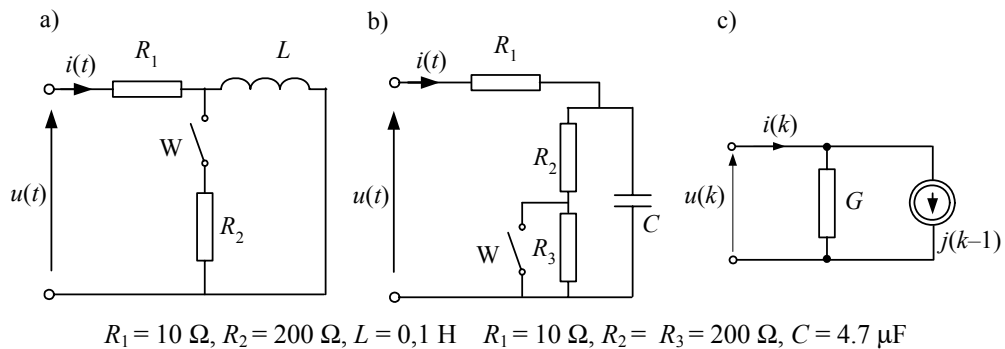 a)
b)
c)
i(t)
R₁
L
W
R₂
u(t)
i(t)
R₁
R₂
W
R₃
C
u(t)
i(k)
u(k)
G
j(k–1)
R₁ = 10 Ω, R₂ = 200 Ω, L = 0,1 H R₁ = 10 Ω, R₂ = R₃ = 200 Ω, C = 4.7 μF